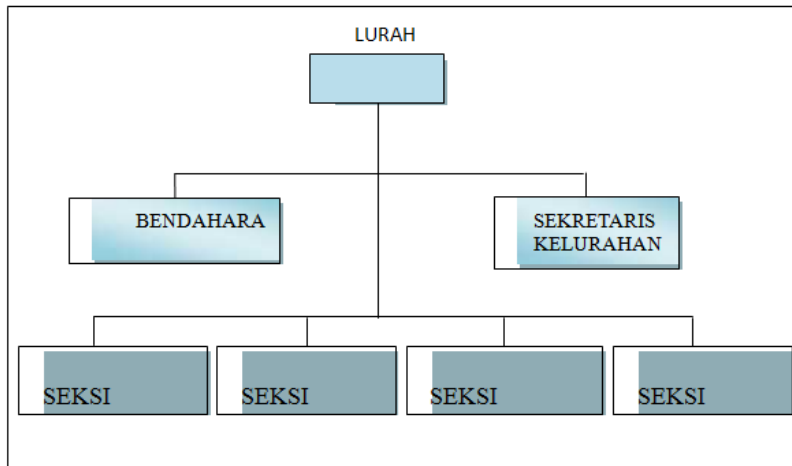 LURAH
BENDAHARA
SEKRETARIS
KELURAHAN
SEKSI
SEKSI
SEKSI
SEKSI